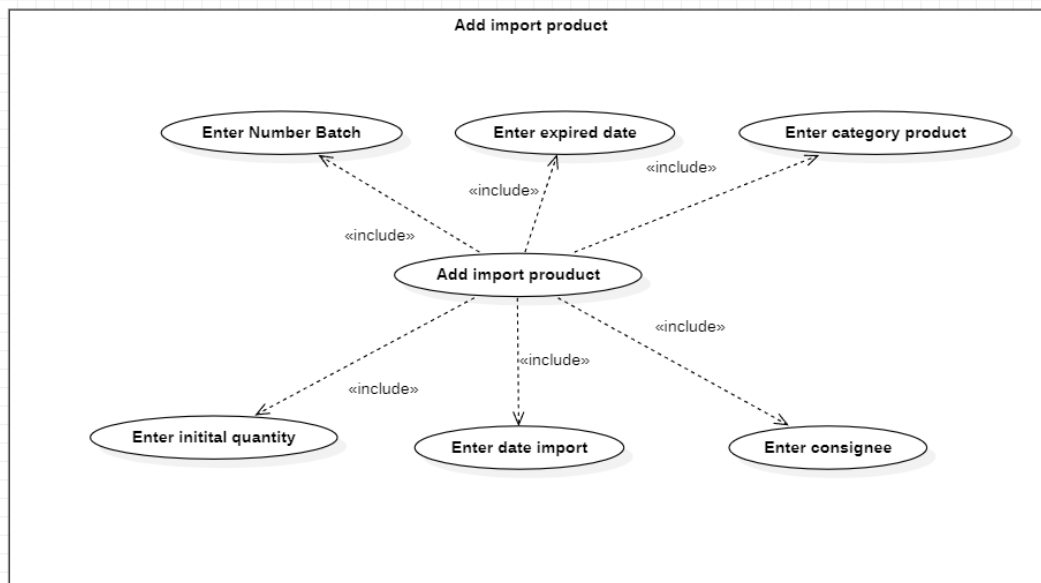 Add import product
Enter Number Batch
Enter expired date
Enter category product
«include»
«include»
«include»
Add import prouduct
«include»
«include»
«include»
Enter initital quantity
Enter date import
Enter consignee